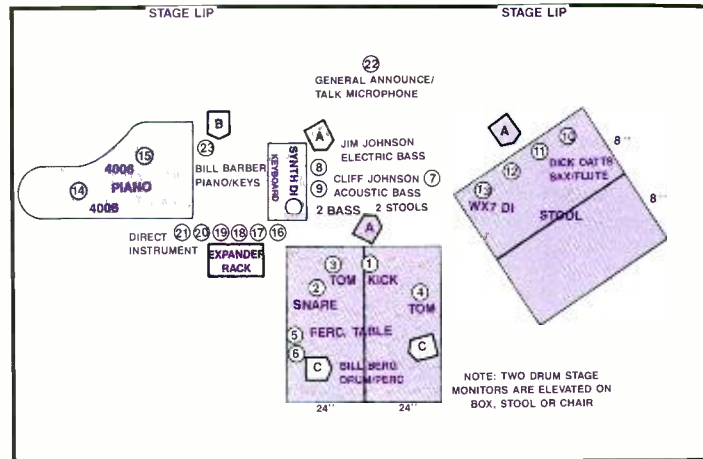 STAGE LIP
STAGE LIP
22
GENERAL ANNOUNCE/
TALK MICROPHONE
B
A
A
10
11
12
13
8"
8"
DICK OATTS
SAX/FLUTE
WX7 DI
STOOL
JIM JOHNSON
ELECTRIC BASS
8
CLIFF JOHNSON 7
9 ACOUSTIC BASS
2 BASS 2 STOOLS
SYNTH DI
KEYBOARD
23
BILL BARBER
PIANO/KEYS
15
4006
PIANO
14
4006
DIRECT
INSTRUMENT
21 20 19 18 17 16
EXPANDER
RACK
A
3 1
TOM KICK
2 4
SNARE TOM
5 PERC. TABLE
6
C C
BILL BERG
DRUM/PERC
24" 24"
NOTE: TWO DRUM STAGE
MONITORS ARE ELEVATED ON
BOX, STOOL OR CHAIR